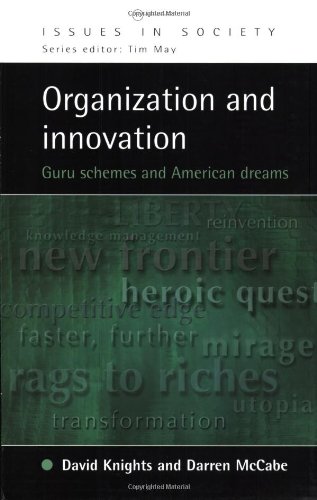 ISSUES IN SOCIETY
Series editor: Tim May
Organization and
innovation
Guru schemes and American dreams
LIBERTY
reinvention
knowledge management
new frontier
heroic quest
competitive edge
faster, further
mirage
rags to riches
utopia
transformation
David Knights and Darren McCabe